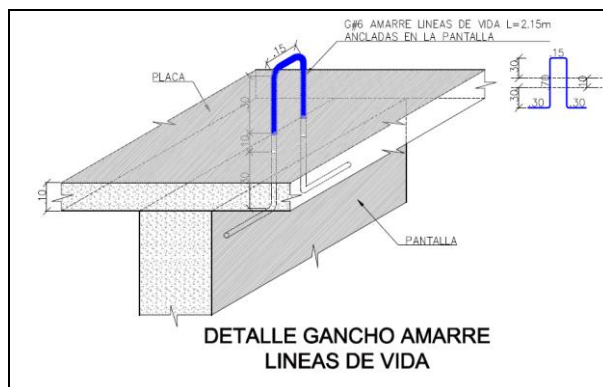 G#6 AMARRE LINEAS DE VIDA L=2.15m
ANCLADAS EN LA PANTALLA
.15
PLACA
.15
.30
.70
.10
.30
.30
.30
.30
.10
.30
.10
PANTALLA
DETALLE GANCHO AMARRE
LINEAS DE VIDA